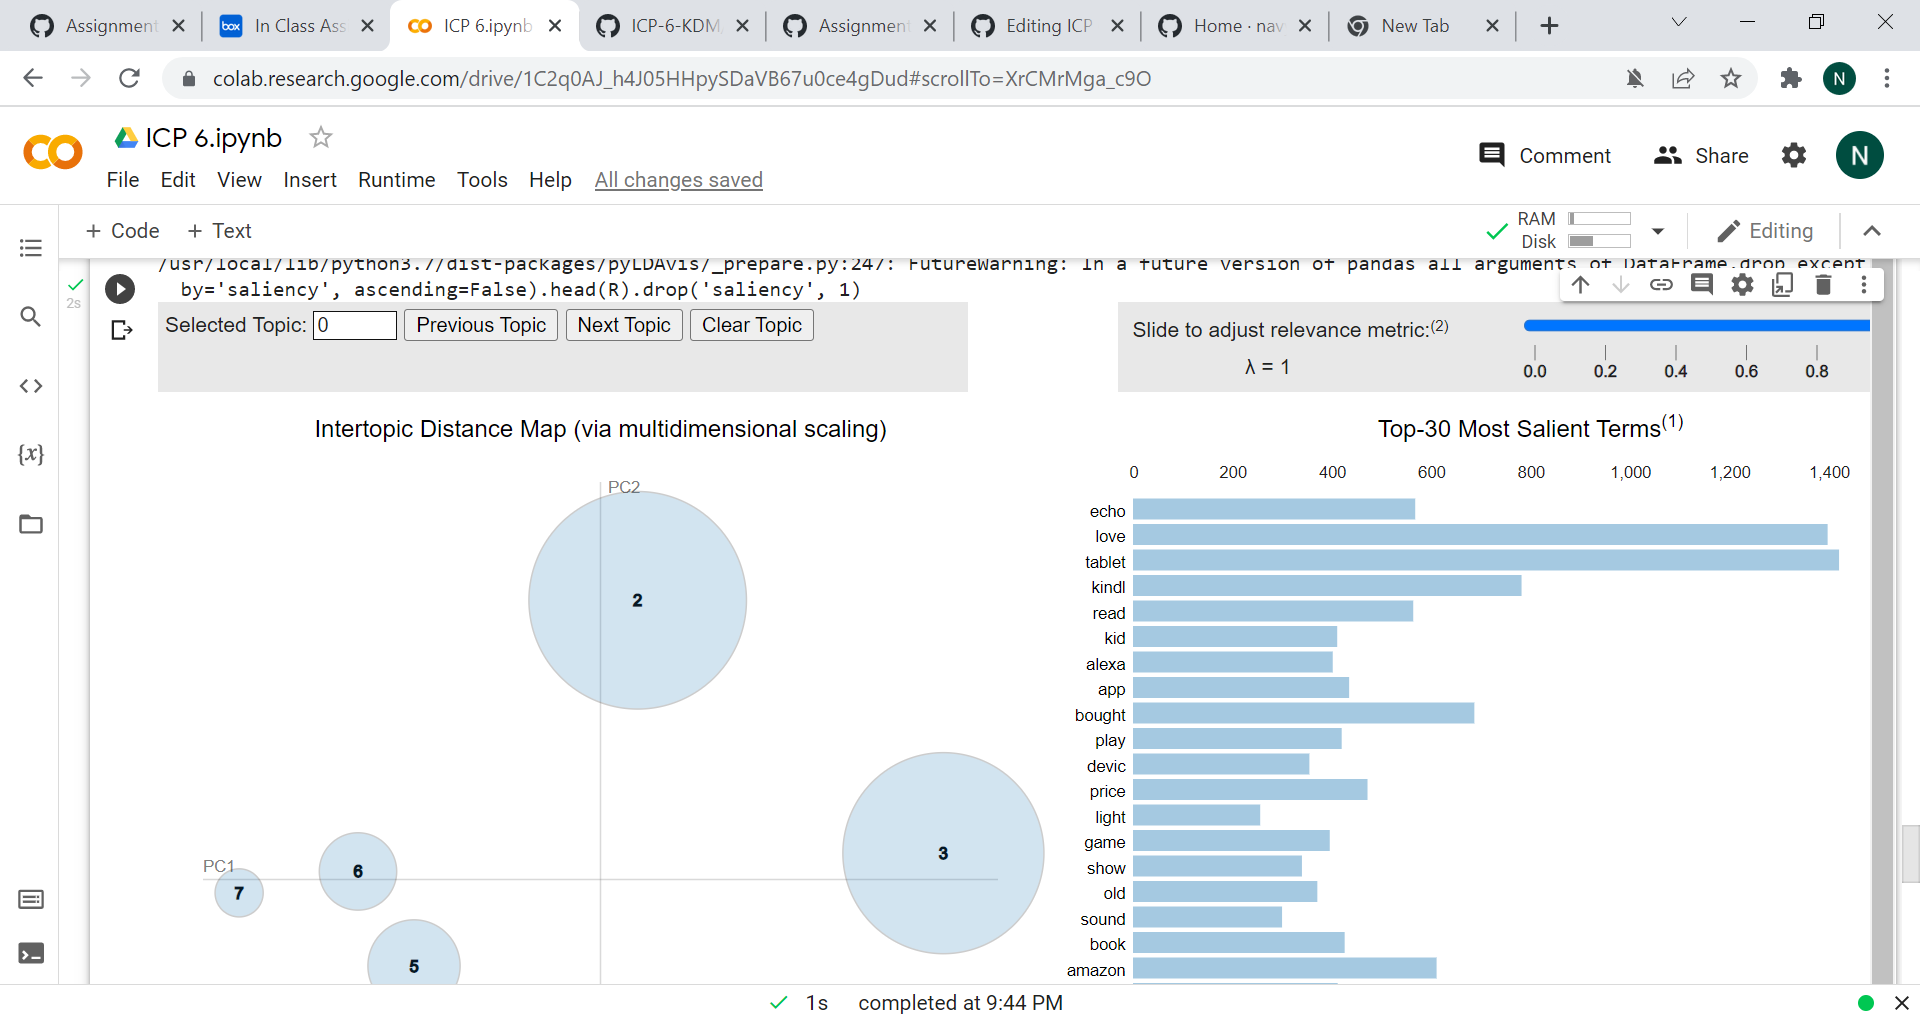 Assignment
In Class Ass
ICP 6.ipynb
ICP-6-KDM
Assignment
Editing ICP
Home · nav
New Tab
colab.research.google.com/drive/1C2q0AJ_h4J05HHpySDaVB67u0ce4gDud#scrollTo=XrCMrMga_c9O
N
ICP 6.ipynb
Comment
Share
N
File Edit View Insert Runtime Tools Help All changes saved
+ Code + Text
RAM
Disk
Editing
/usr/local/lib/python3.7/dist-packages/pyLDAvis/_prepare.py:247: FutureWarning: In a future version of pandas all arguments of DataFrame.drop except
by='saliency', ascending=False).head(R).drop('saliency', 1)
2s
Selected Topic: 0 Previous Topic Next Topic Clear Topic
Slide to adjust relevance metric:(2)
λ = 1
0.0 0.2 0.4 0.6 0.8
Intertopic Distance Map (via multidimensional scaling)
PC2
2
3
PC1
6
7
5
Top-30 Most Salient Terms(1)
0 200 400 600 800 1,000 1,200 1,400
echo
love
tablet
kindl
read
kid
alexa
app
bought
play
devic
price
light
game
show
old
sound
book
amazon
1s completed at 9:44 PM